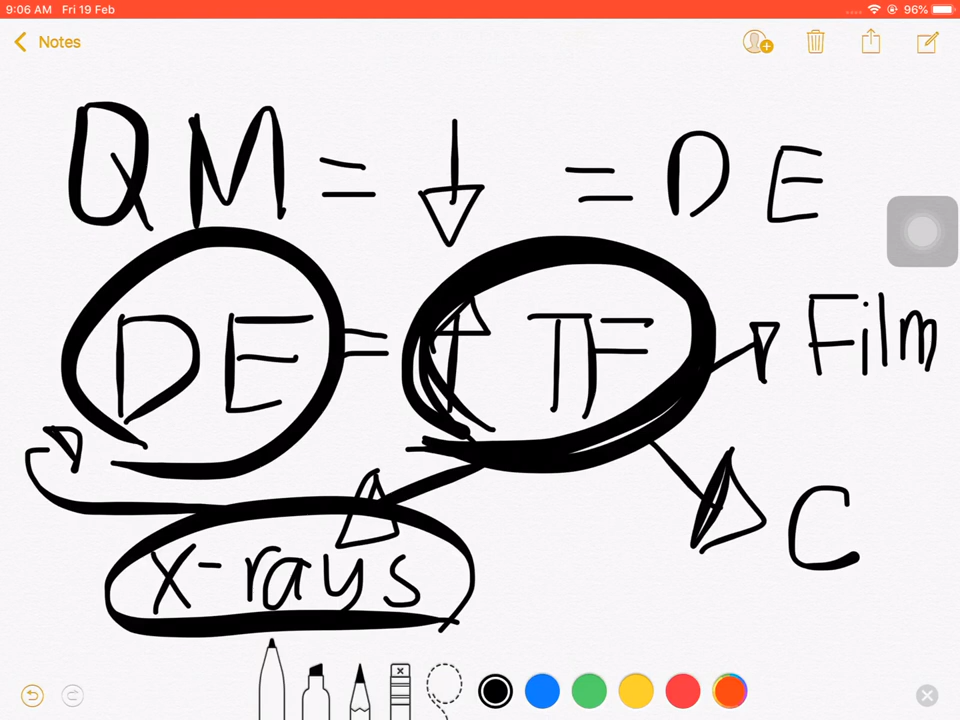 9:06 AM Fri 19 Feb 96%
Notes
QM = ↓ = DE
DE = ↑ TF
Film
C
X-rays